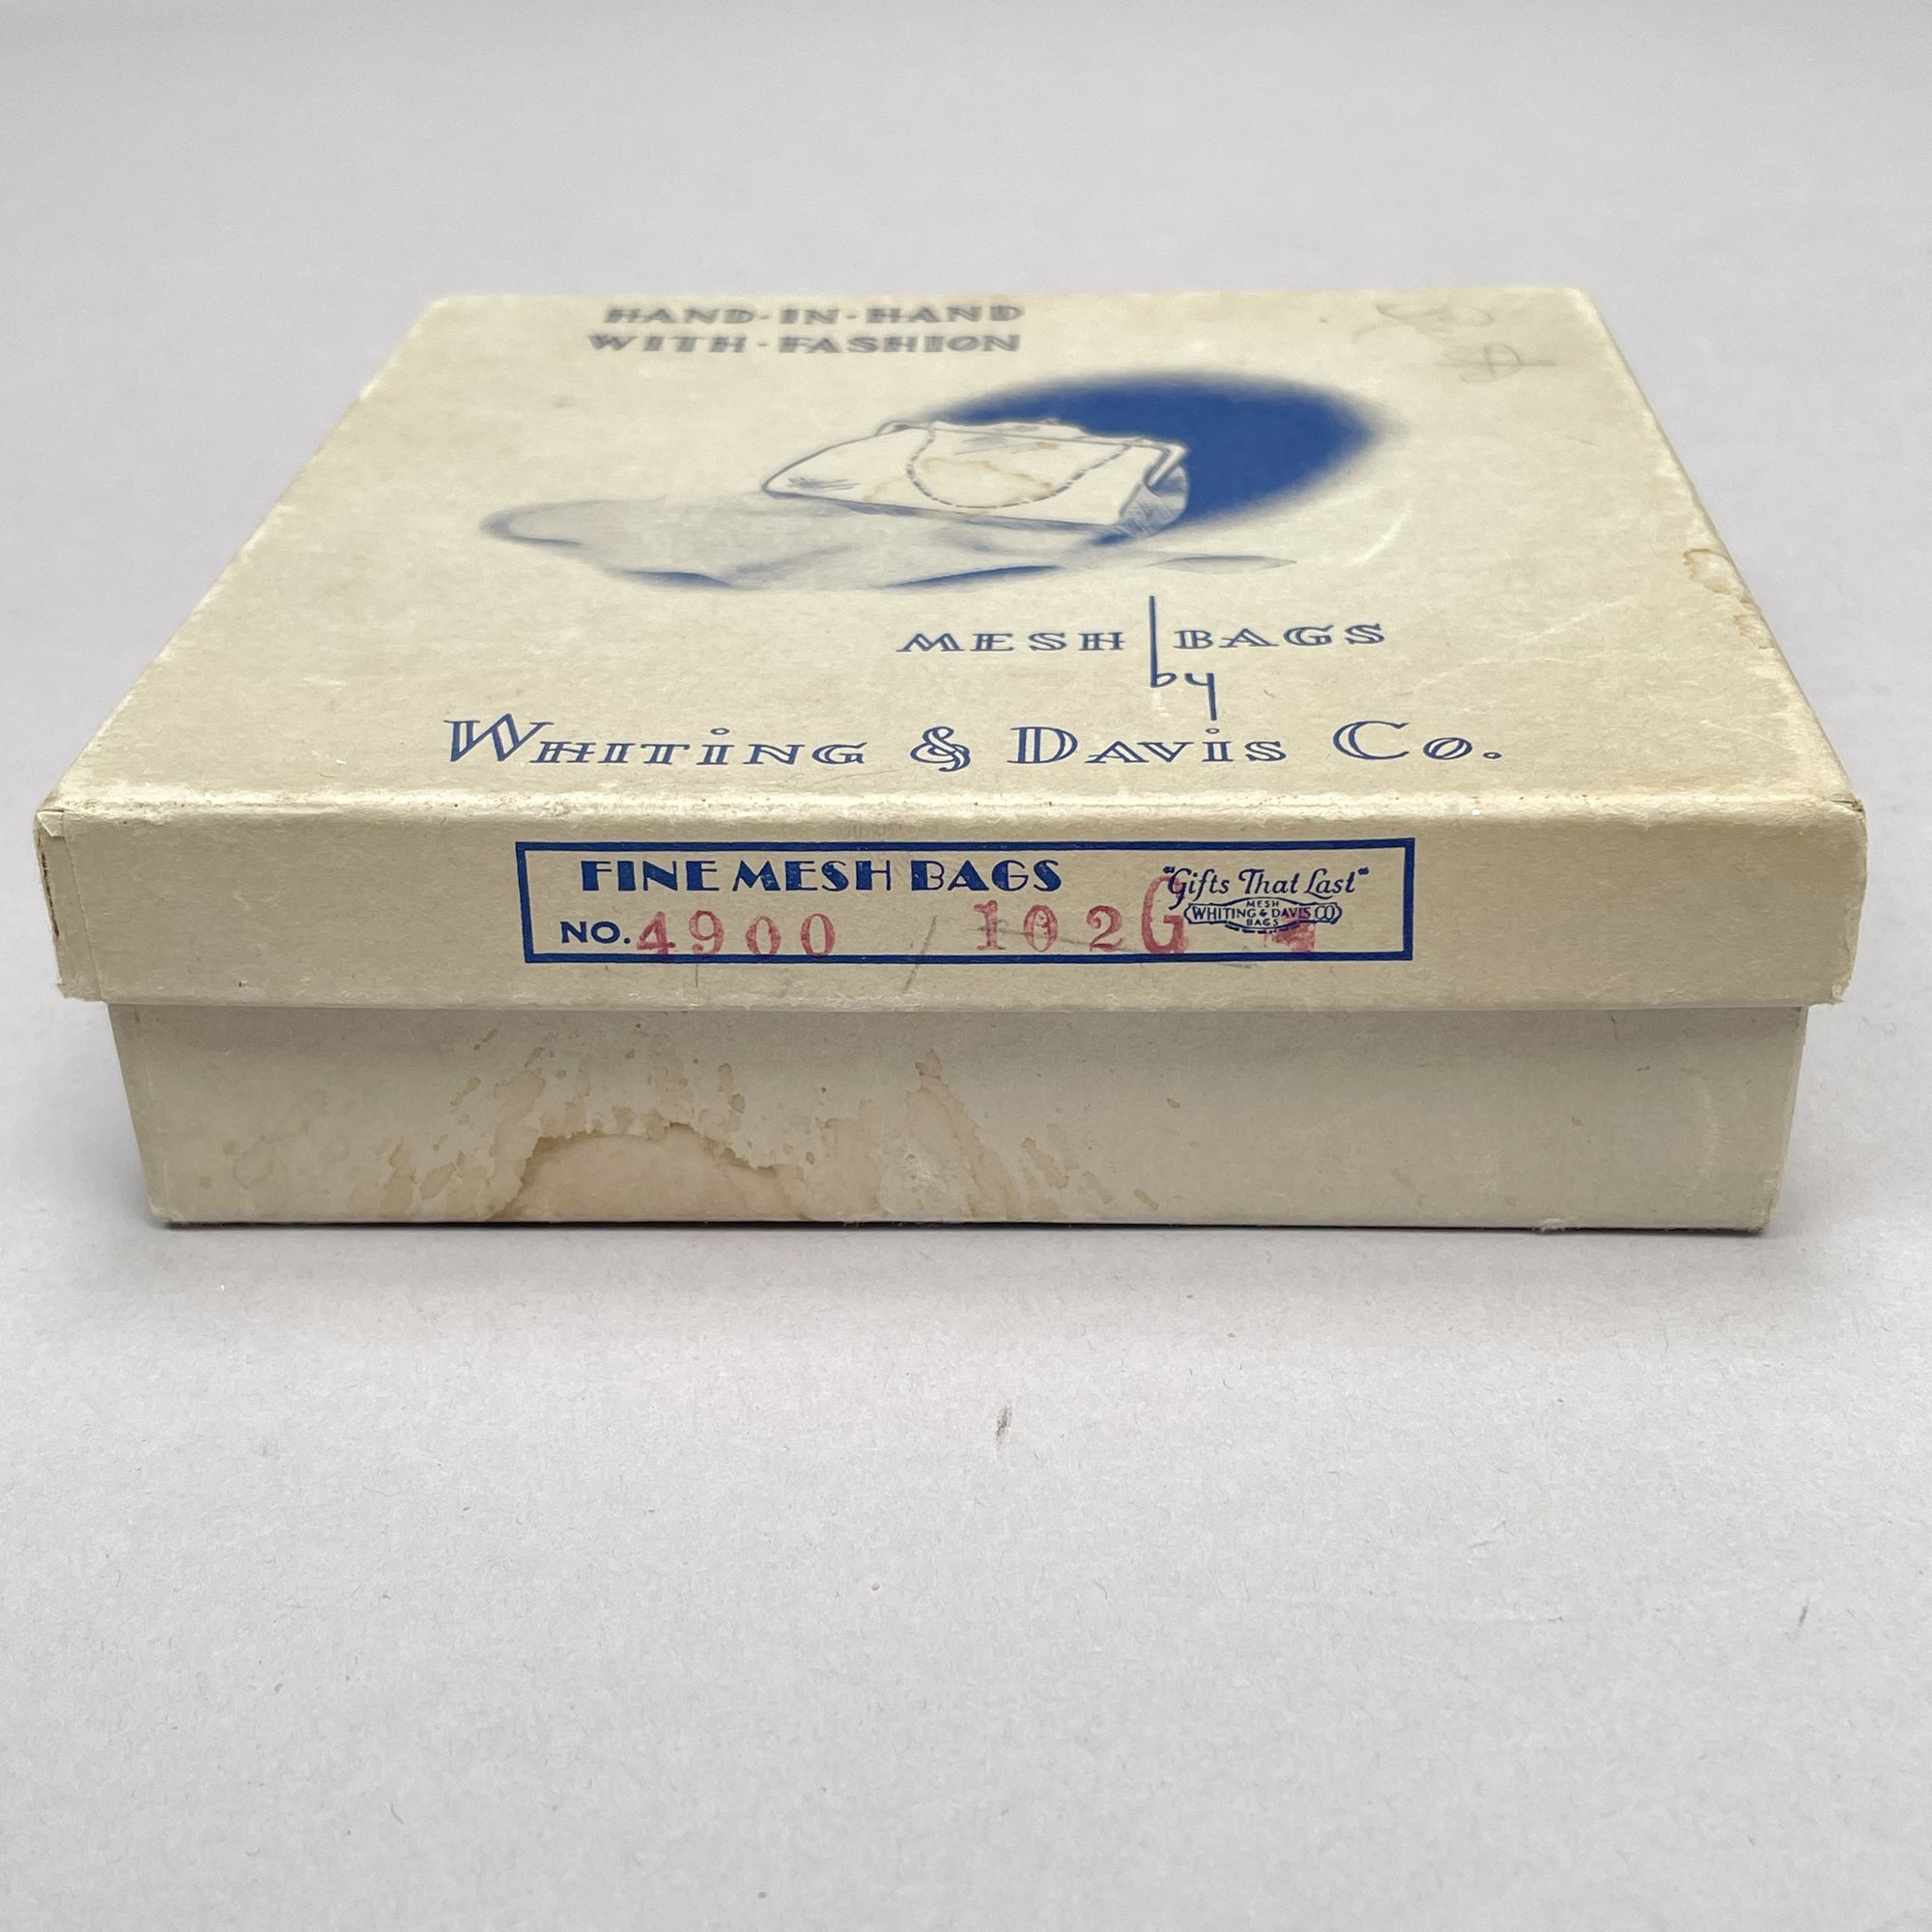 HAND-IN-HAND
WITH-FASHION
MESH BAGS
by
WHITING & DAVIS CO.
FINE MESH BAGS
NO. 4900 102G
"Gifts That Last"
MESH
WHITING & DAVIS CO
BAGS